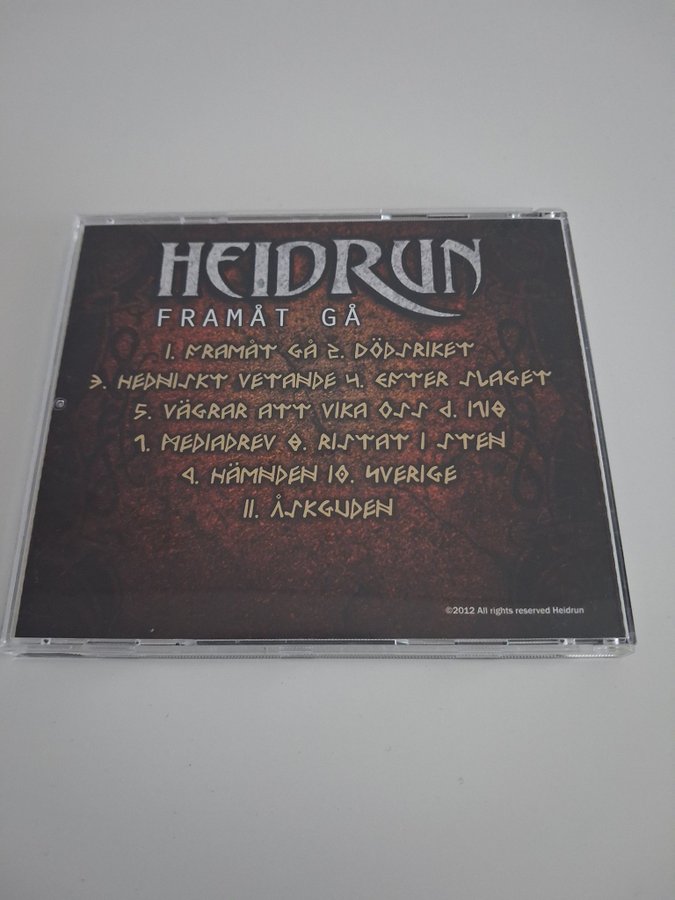 HEIDRUN
FRAMÅT GÅ
1. FRAMÅT GÅ 2. DÖDSRIKET
3. HEDNISKT VETANDE 4. EFTER SLAGET
5. VÄGRAR ATT VIKA OSS 6. 1718
7. MEDIADREV 8. RISTAT I STEN
9. HÄMNDEN 10. SVERIGE
11. ÅSKGUDEN
©2012 All rights reserved Heidrun